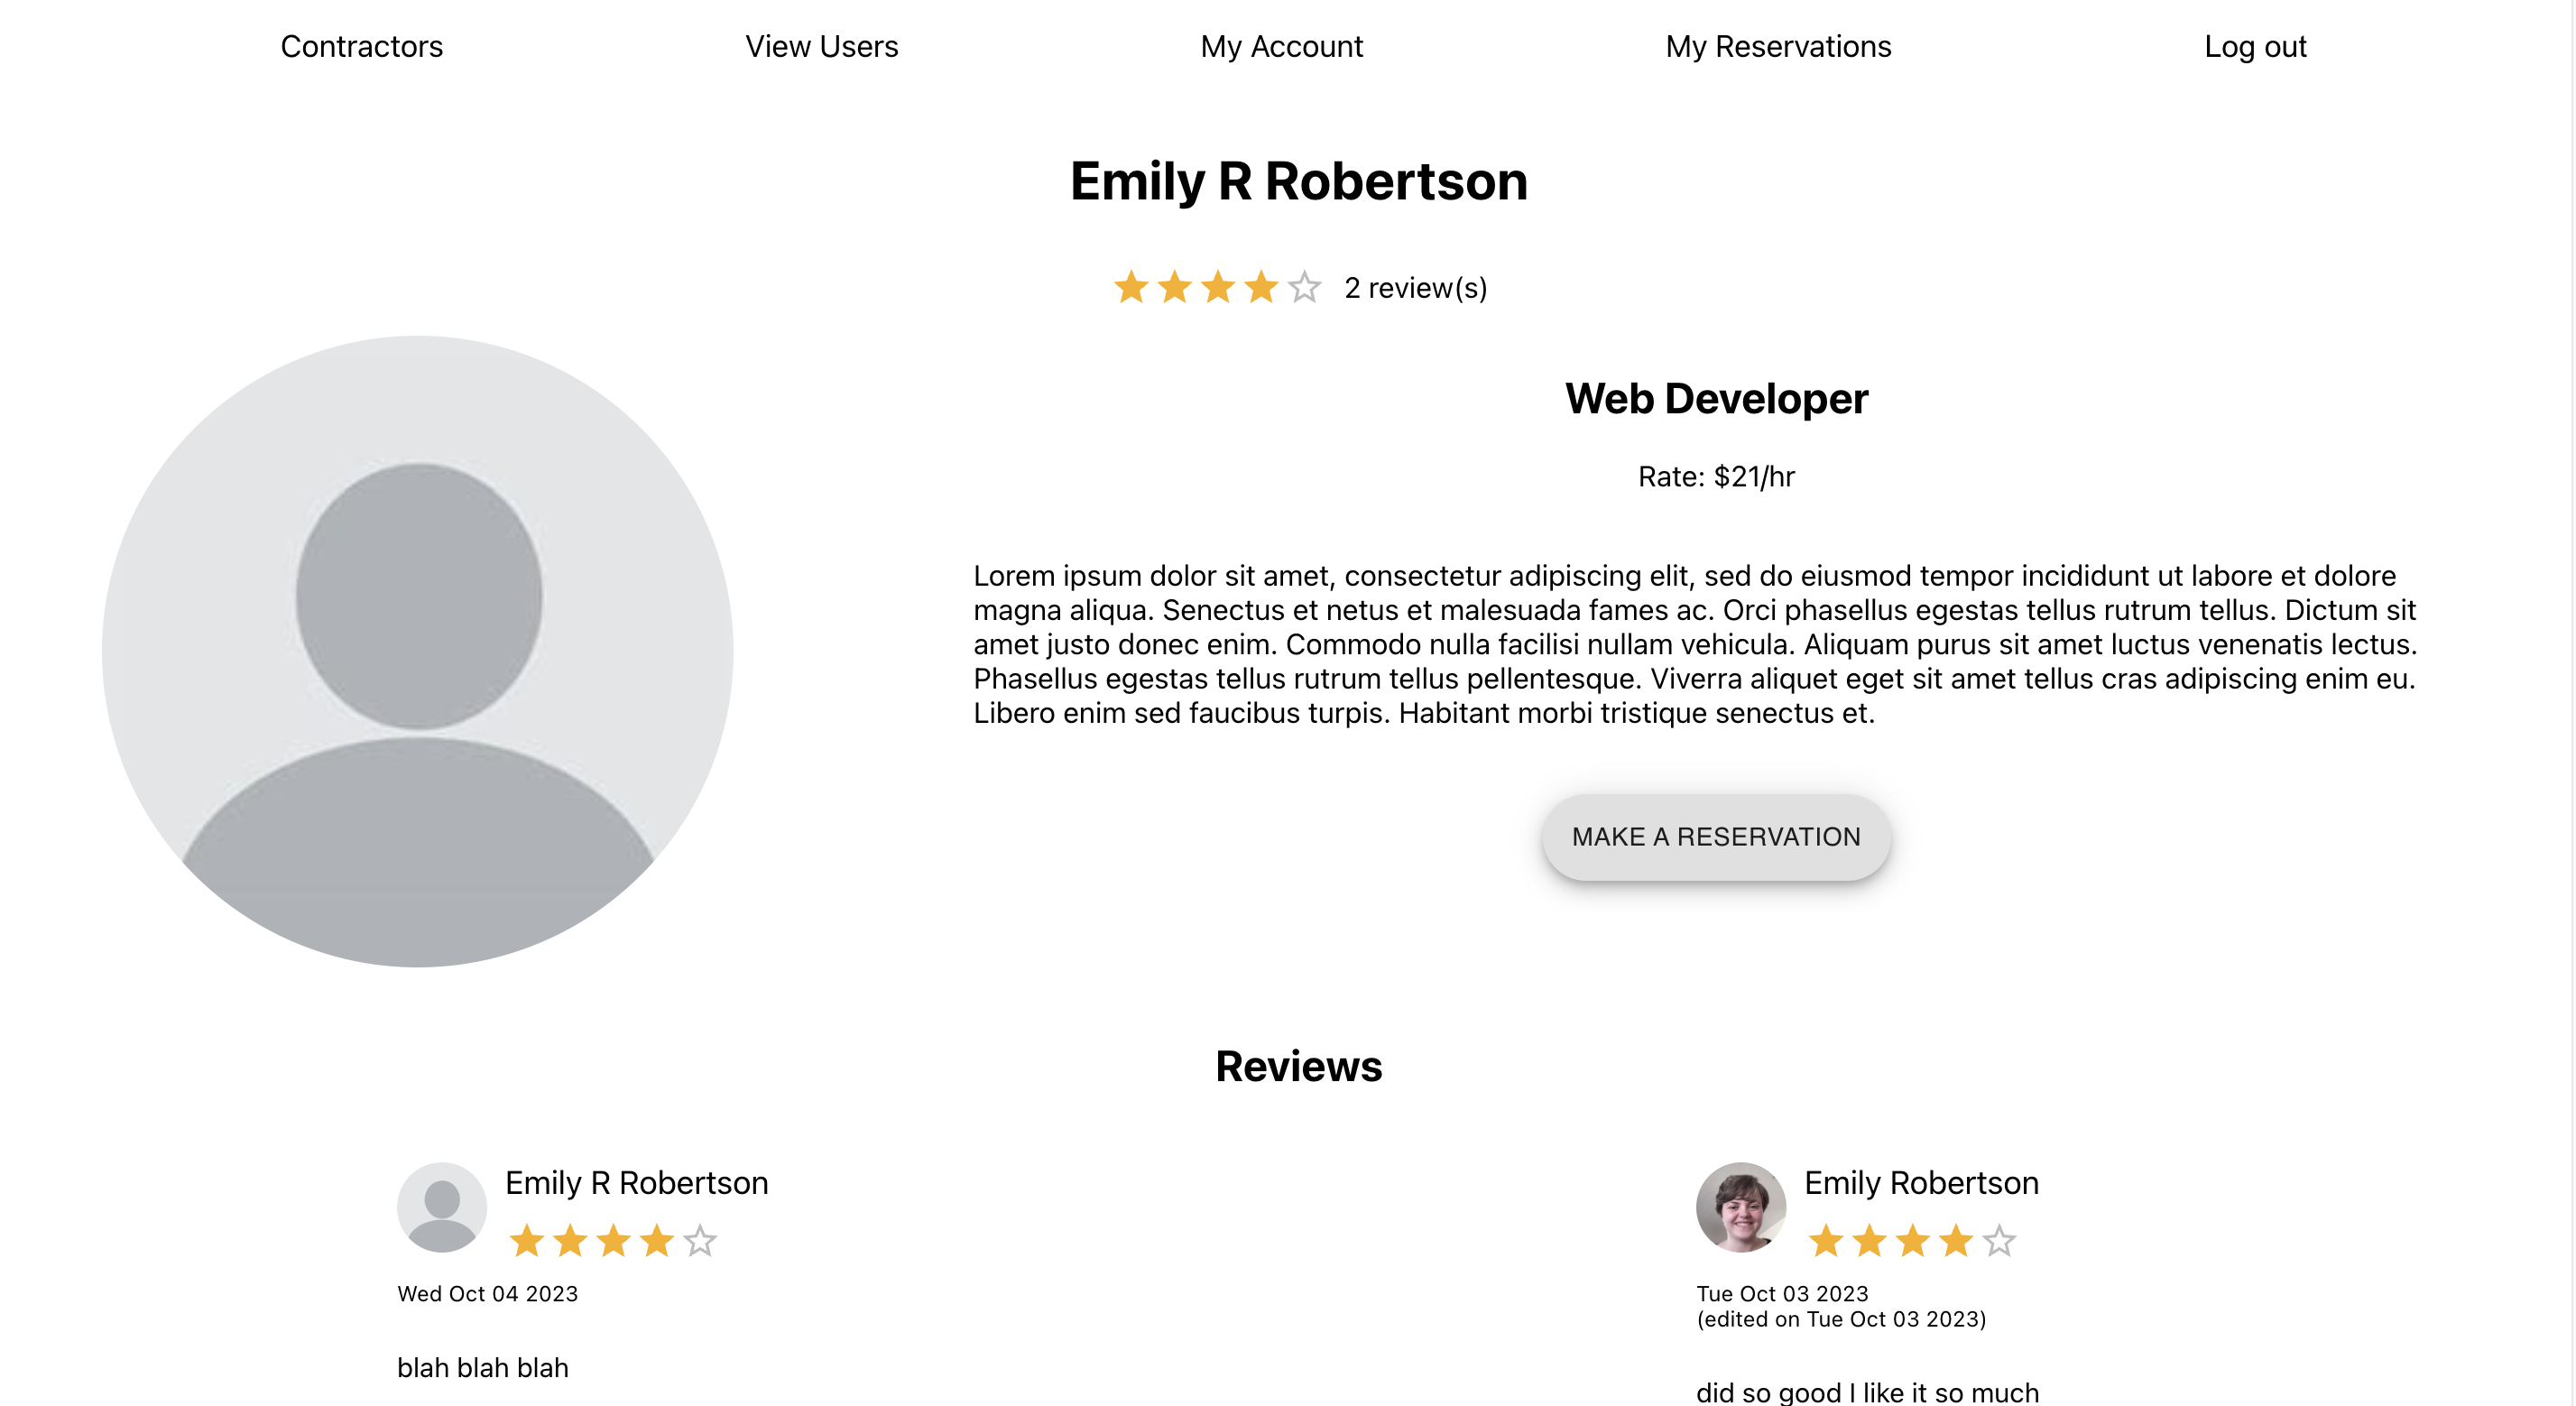 Contractors
View Users
My Account
My Reservations
Log out
Emily R Robertson
2 review(s)
Web Developer
Rate: $21/hr
Lorem ipsum dolor sit amet, consectetur adipiscing elit, sed do eiusmod tempor incididunt ut labore et dolore
magna aliqua. Senectus et netus et malesuada fames ac. Orci phasellus egestas tellus rutrum tellus. Dictum sit
amet justo donec enim. Commodo nulla facilisi nullam vehicula. Aliquam purus sit amet luctus venenatis lectus.
Phasellus egestas tellus rutrum tellus pellentesque. Viverra aliquet eget sit amet tellus cras adipiscing enim eu.
Libero enim sed faucibus turpis. Habitant morbi tristique senectus et.
MAKE A RESERVATION
Reviews
Emily R Robertson
Wed Oct 04 2023
blah blah blah
Emily Robertson
Tue Oct 03 2023
(edited on Tue Oct 03 2023)
did so good I like it so much